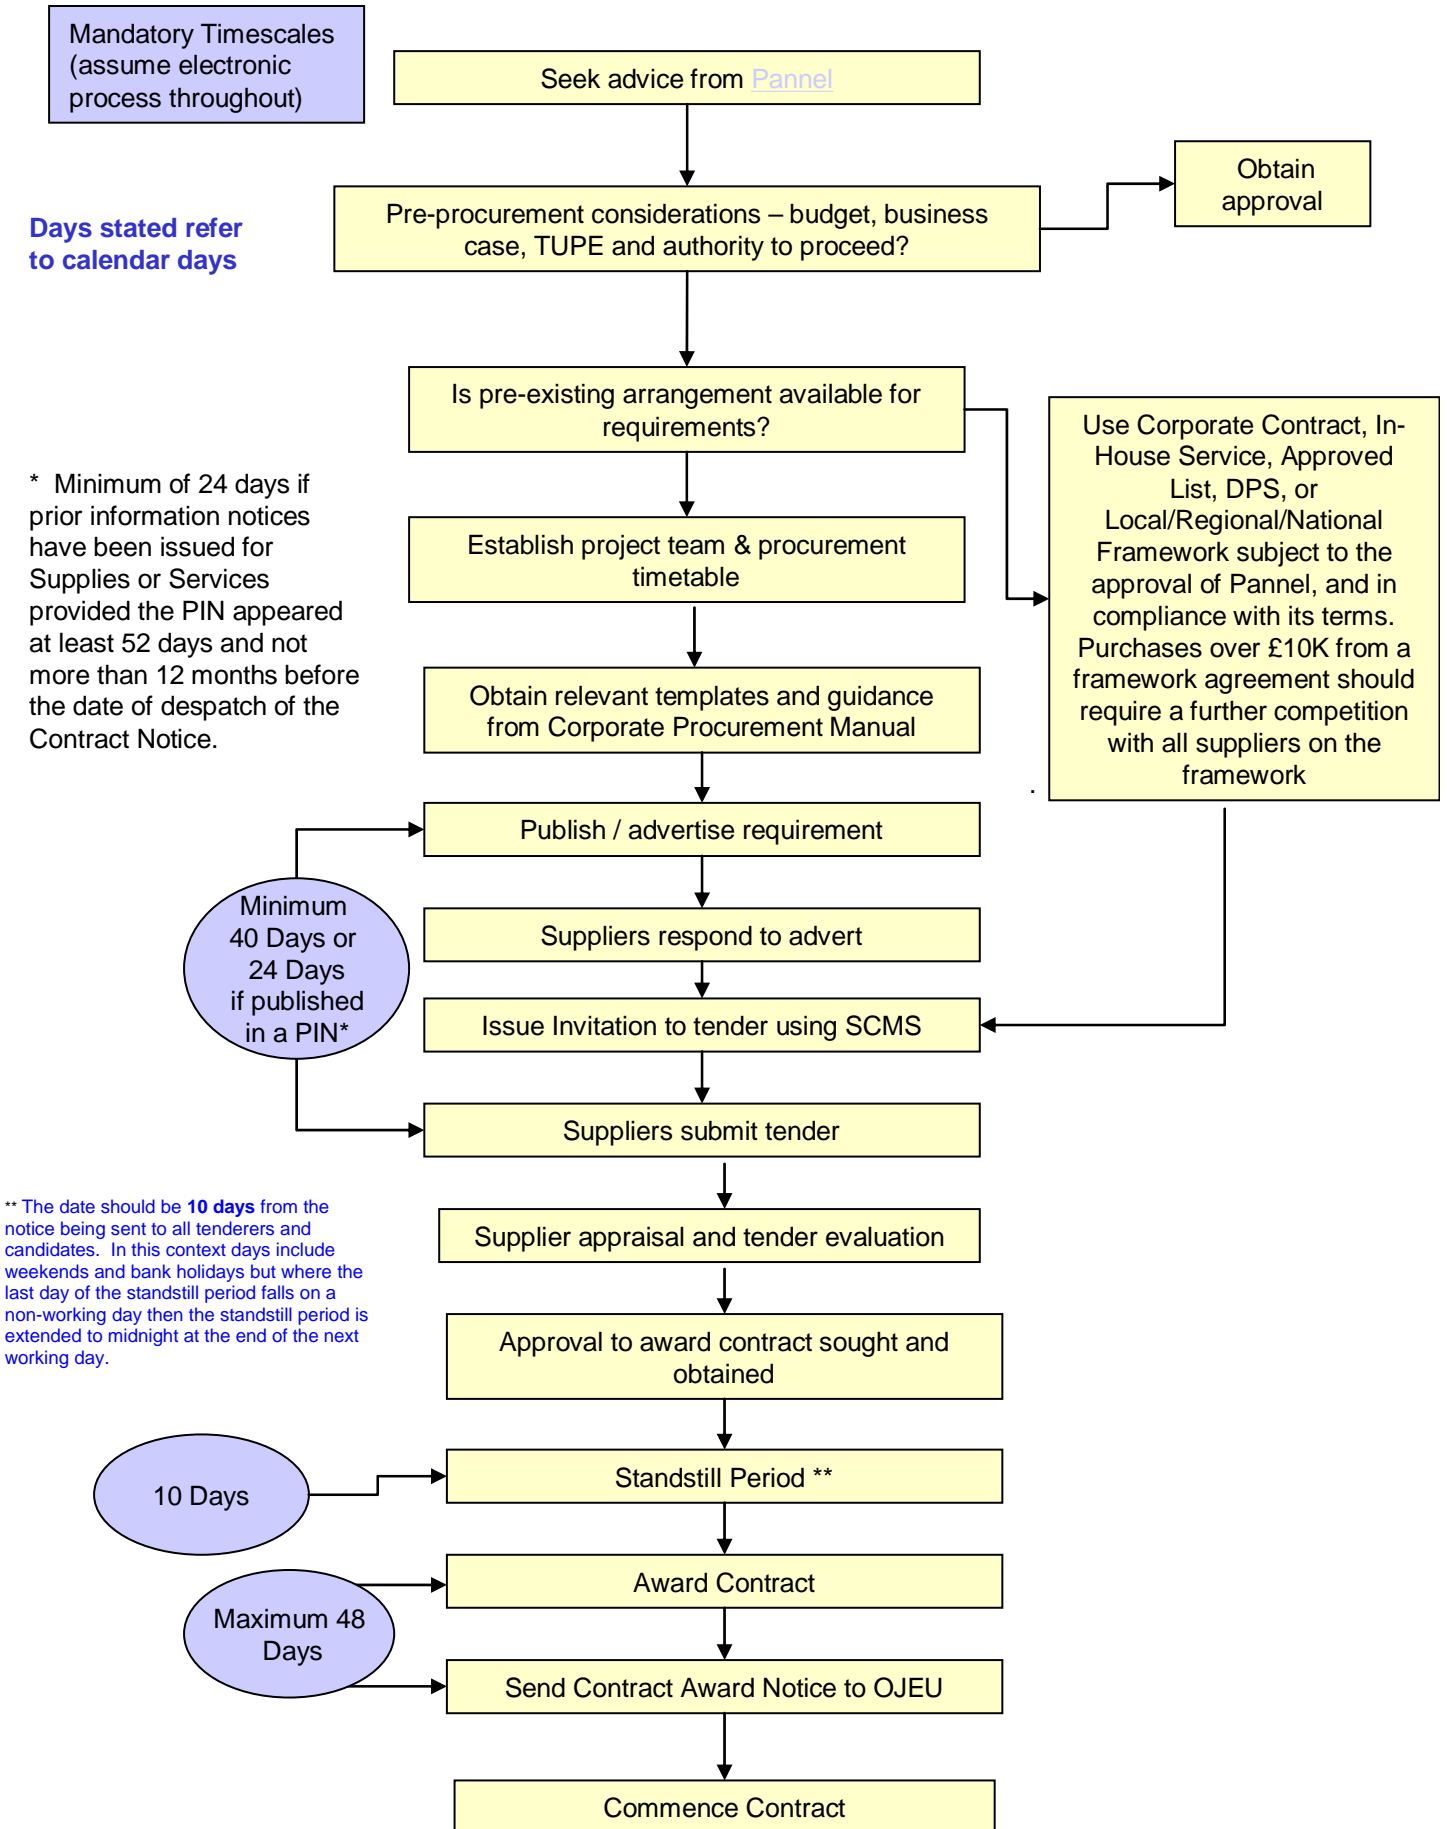 Mandatory Timescales
(assume electronic
process throughout)
Seek advice from Pannel
Obtain
approval
Pre-procurement considerations – budget, business
case, TUPE and authority to proceed?
Days stated refer
to calendar days
Is pre-existing arrangement available for
requirements?
Use Corporate Contract, In-
House Service, Approved
List, DPS, or
Local/Regional/National
Framework subject to the
approval of Pannel, and in
compliance with its terms.
Purchases over £10K from a
framework agreement should
require a further competition
with all suppliers on the
framework
.
* Minimum of 24 days if
prior information notices
have been issued for
Supplies or Services
provided the PIN appeared
at least 52 days and not
more than 12 months before
the date of despatch of the
Contract Notice.
Establish project team & procurement
timetable
Obtain relevant templates and guidance
from Corporate Procurement Manual
Publish / advertise requirement
Minimum
40 Days or
24 Days
if published
in a PIN*
Suppliers respond to advert
Issue Invitation to tender using SCMS
Suppliers submit tender
** The date should be 10 days from the
notice being sent to all tenderers and
candidates. In this context days include
weekends and bank holidays but where the
last day of the standstill period falls on a
non-working day then the standstill period is
extended to midnight at the end of the next
working day.
Supplier appraisal and tender evaluation
Approval to award contract sought and
obtained
10 Days
Standstill Period **
Award Contract
Maximum 48
Days
Send Contract Award Notice to OJEU
Commence Contract